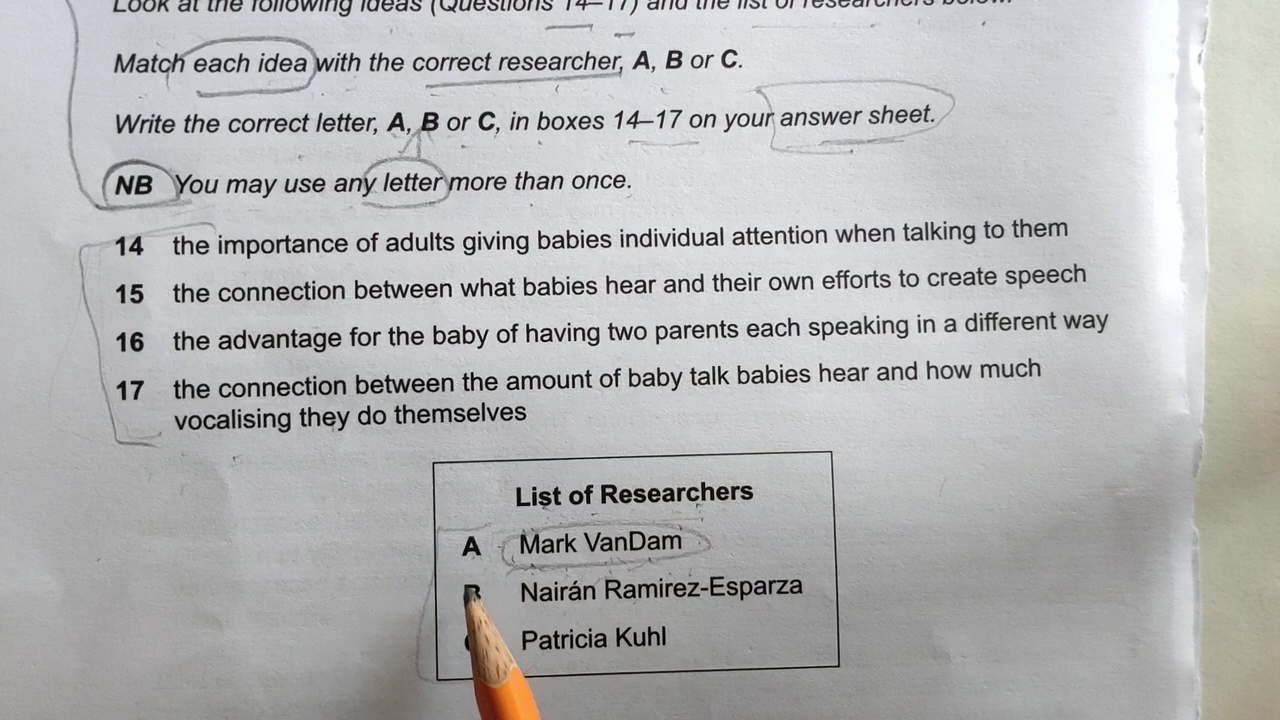 Look at the following ideas (Questions 14–17) and the list of researchers below.
Match each idea with the correct researcher, A, B or C.
Write the correct letter, A, B or C, in boxes 14–17 on your answer sheet.
NB You may use any letter more than once.
14 the importance of adults giving babies individual attention when talking to them
15 the connection between what babies hear and their own efforts to create speech
16 the advantage for the baby of having two parents each speaking in a different way
17 the connection between the amount of baby talk babies hear and how much
vocalising they do themselves
List of Researchers
A Mark VanDam
B Nairán Ramirez-Esparza
Patricia Kuhl